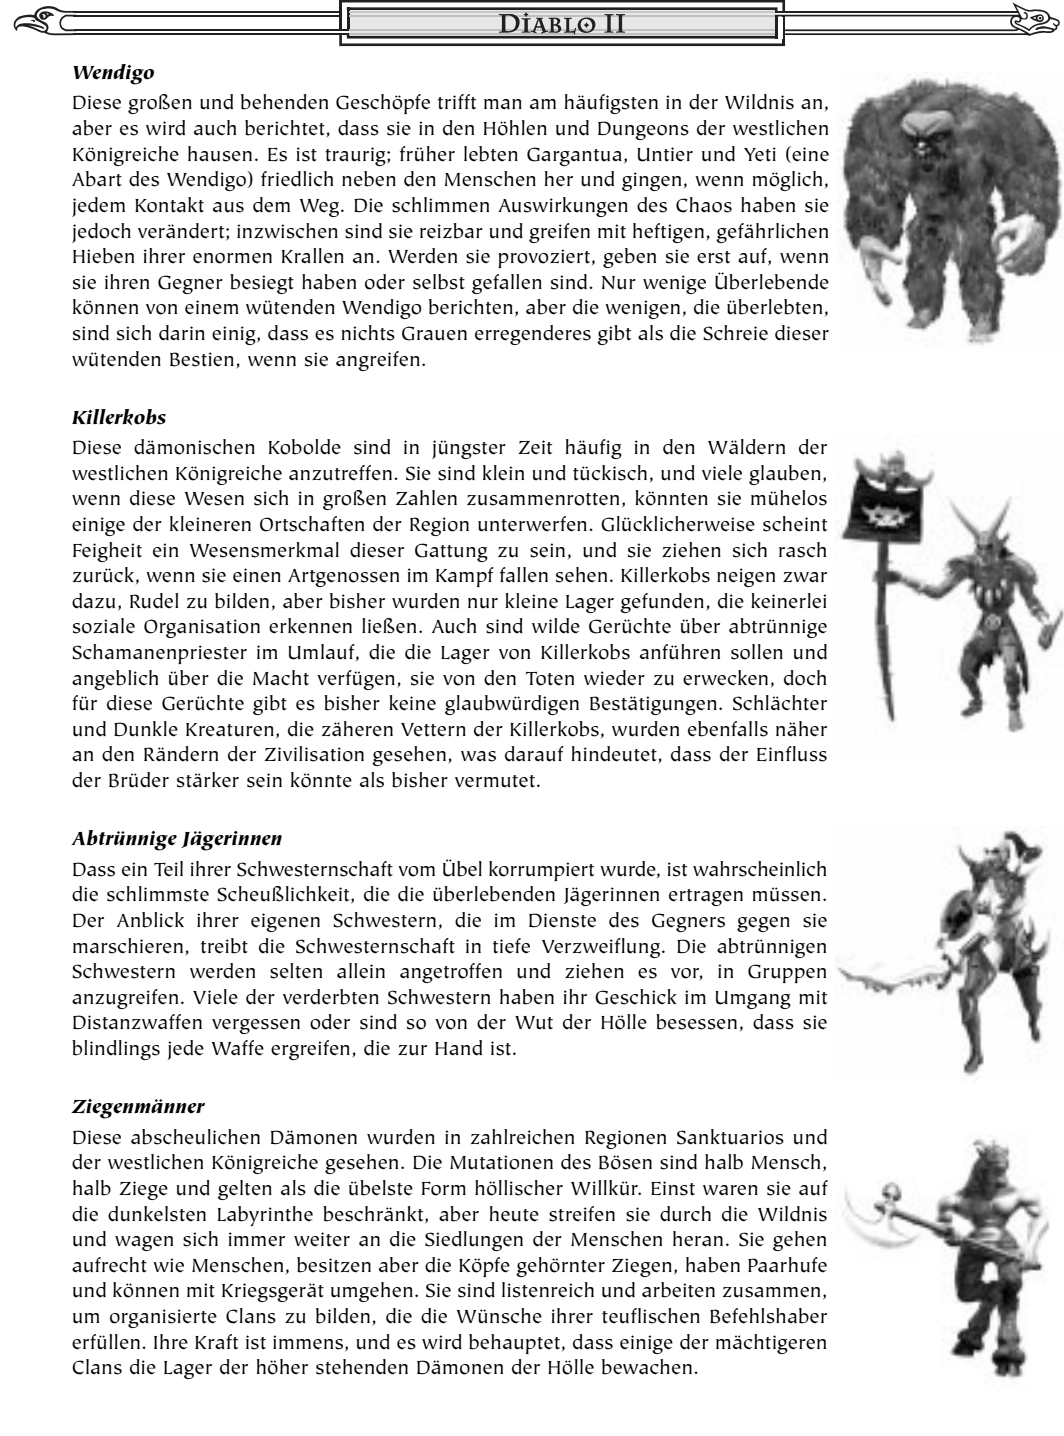 Diablo II
Wendigo
Diese großen und behenden Geschöpfe trifft man am häufigsten in der Wildnis an,
aber es wird auch berichtet, dass sie in den Höhlen und Dungeons der westlichen
Königreiche hausen. Es ist traurig; früher lebten Gargantua, Untier und Yeti (eine
Abart des Wendigo) friedlich neben den Menschen her und gingen, wenn möglich,
jedem Kontakt aus dem Weg. Die schlimmen Auswirkungen des Chaos haben sie
jedoch verändert; inzwischen sind sie reizbar und greifen mit heftigen, gefährlichen
Hieben ihrer enormen Krallen an. Werden sie provoziert, geben sie erst auf, wenn
sie ihren Gegner besiegt haben oder selbst gefallen sind. Nur wenige Überlebende
können von einem wütenden Wendigo berichten, aber die wenigen, die überlebten,
sind sich darin einig, dass es nichts Grauen erregenderes gibt als die Schreie dieser
wütenden Bestien, wenn sie angreifen.
Killerkobs
Diese dämonischen Kobolde sind in jüngster Zeit häufig in den Wäldern der
westlichen Königreiche anzutreffen. Sie sind klein und tückisch, und viele glauben,
wenn diese Wesen sich in großen Zahlen zusammenrotten, könnten sie mühelos
einige der kleineren Ortschaften der Region unterwerfen. Glücklicherweise scheint
Feigheit ein Wesensmerkmal dieser Gattung zu sein, und sie ziehen sich rasch
zurück, wenn sie einen Artgenossen im Kampf fallen sehen. Killerkobs neigen zwar
dazu, Rudel zu bilden, aber bisher wurden nur kleine Lager gefunden, die keinerlei
soziale Organisation erkennen ließen. Auch sind wilde Gerüchte über abtrünnige
Schamanenpriester im Umlauf, die die Lager von Killerkobs anführen sollen und
angeblich über die Macht verfügen, sie von den Toten wieder zu erwecken, doch
für diese Gerüchte gibt es bisher keine glaubwürdigen Bestätigungen. Schlächter
und Dunkle Kreaturen, die zäheren Vettern der Killerkobs, wurden ebenfalls näher
an den Rändern der Zivilisation gesehen, was darauf hindeutet, dass der Einfluss
der Brüder stärker sein könnte als bisher vermutet.
Abtrünnige Jägerinnen
Dass ein Teil ihrer Schwesternschaft vom Übel korrumpiert wurde, ist wahrscheinlich
die schlimmste Scheußlichkeit, die die überlebenden Jägerinnen ertragen müssen.
Der Anblick ihrer eigenen Schwestern, die im Dienste des Gegners gegen sie
marschieren, treibt die Schwesternschaft in tiefe Verzweiflung. Die abtrünnigen
Schwestern werden selten allein angetroffen und ziehen es vor, in Gruppen
anzugreifen. Viele der verderbten Schwestern haben ihr Geschick im Umgang mit
Distanzwaffen vergessen oder sind so von der Wut der Hölle besessen, dass sie
blindlings jede Waffe ergreifen, die zur Hand ist.
Ziegenmänner
Diese abscheulichen Dämonen wurden in zahlreichen Regionen Sanktuarios und
der westlichen Königreiche gesehen. Die Mutationen des Bösen sind halb Mensch,
halb Ziege und gelten als die übelste Form höllischer Willkür. Einst waren sie auf
die dunkelsten Labyrinthe beschränkt, aber heute streifen sie durch die Wildnis
und wagen sich immer weiter an die Siedlungen der Menschen heran. Sie gehen
aufrecht wie Menschen, besitzen aber die Köpfe gehörnter Ziegen, haben Paarhufe
und können mit Kriegsgerät umgehen. Sie sind listenreich und arbeiten zusammen,
um organisierte Clans zu bilden, die die Wünsche ihrer teuflischen Befehlshaber
erfüllen. Ihre Kraft ist immens, und es wird behauptet, dass einige der mächtigeren
Clans die Lager der höher stehenden Dämonen der Hölle bewachen.